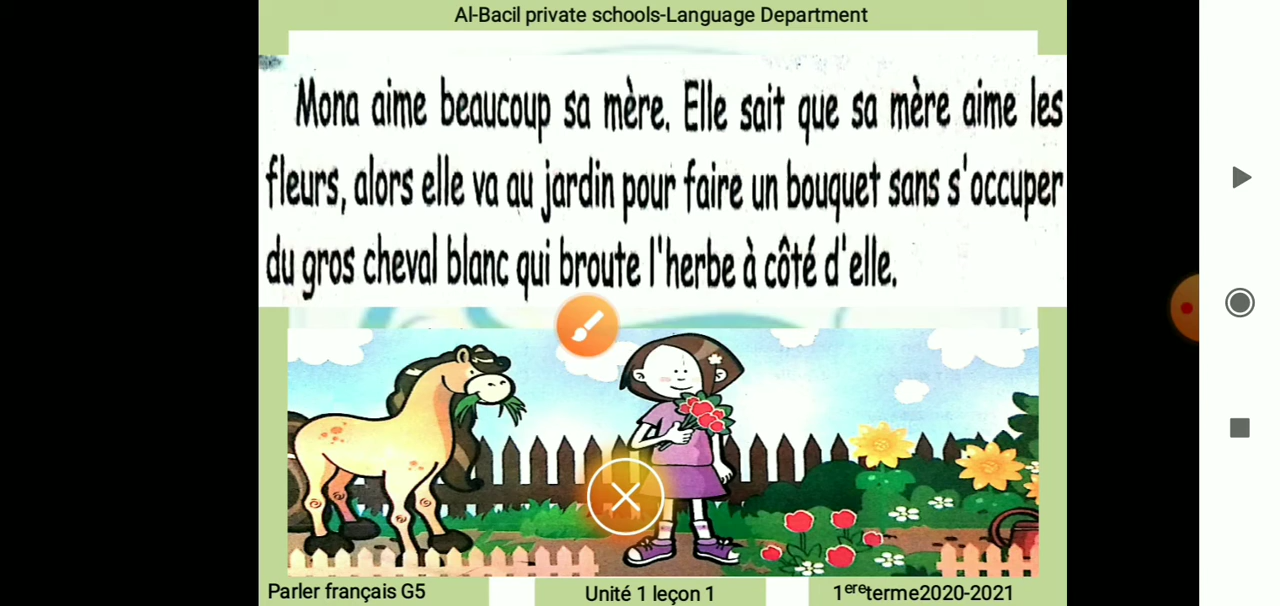 Al-Bacil private schools-Language Department
Mona aime beaucoup sa mère. Elle sait que sa mère aime les
fleurs, alors elle va au jardin pour faire un bouquet sans s'occuper
du gros cheval blanc qui broute l'herbe à côté d'elle.
Parler français G5
Unité 1 leçon 1
1ereterme2020-2021